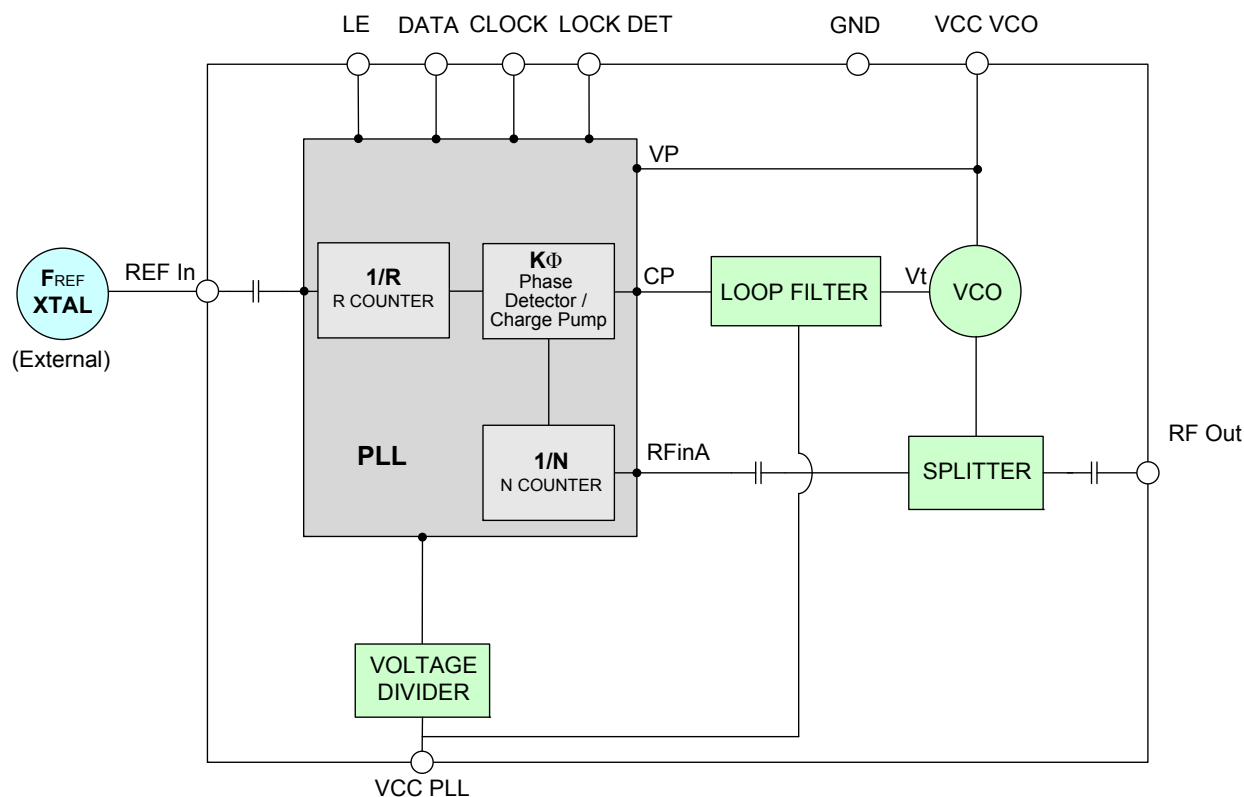 LE DATA CLOCK LOCK DET GND VCC VCO
VP
REF In
FREF
XTAL
(External)
1/R
R COUNTER
KΦ
Phase
Detector /
Charge Pump
CP
LOOP FILTER
Vt
VCO
PLL
1/N
N COUNTER
RFinA
SPLITTER
RF Out
VOLTAGE
DIVIDER
VCC PLL